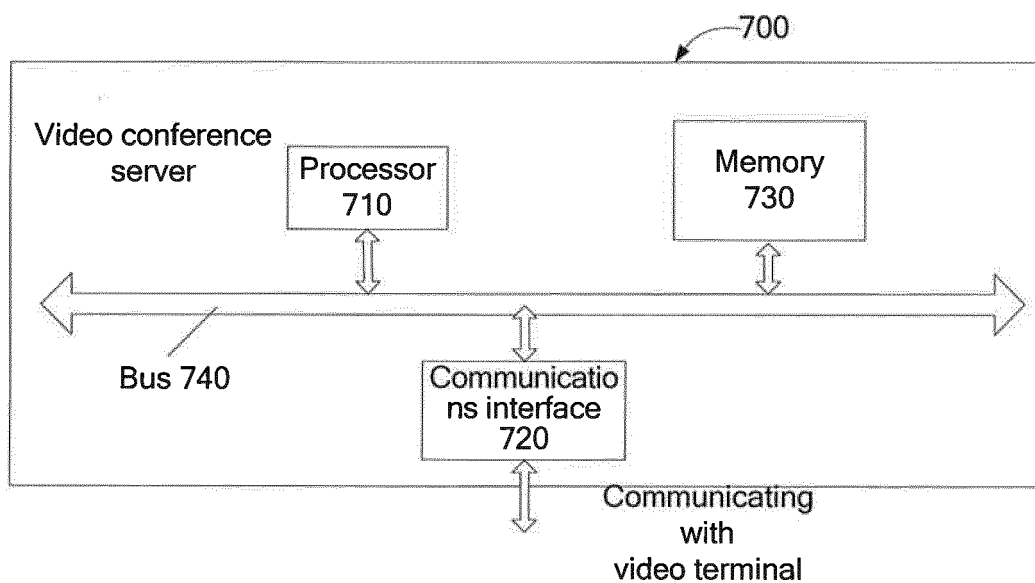 700
Video conference
server
Processor
710
Memory
730
Bus 740
Communicatio
ns interface
720
Communicating
with
video terminal